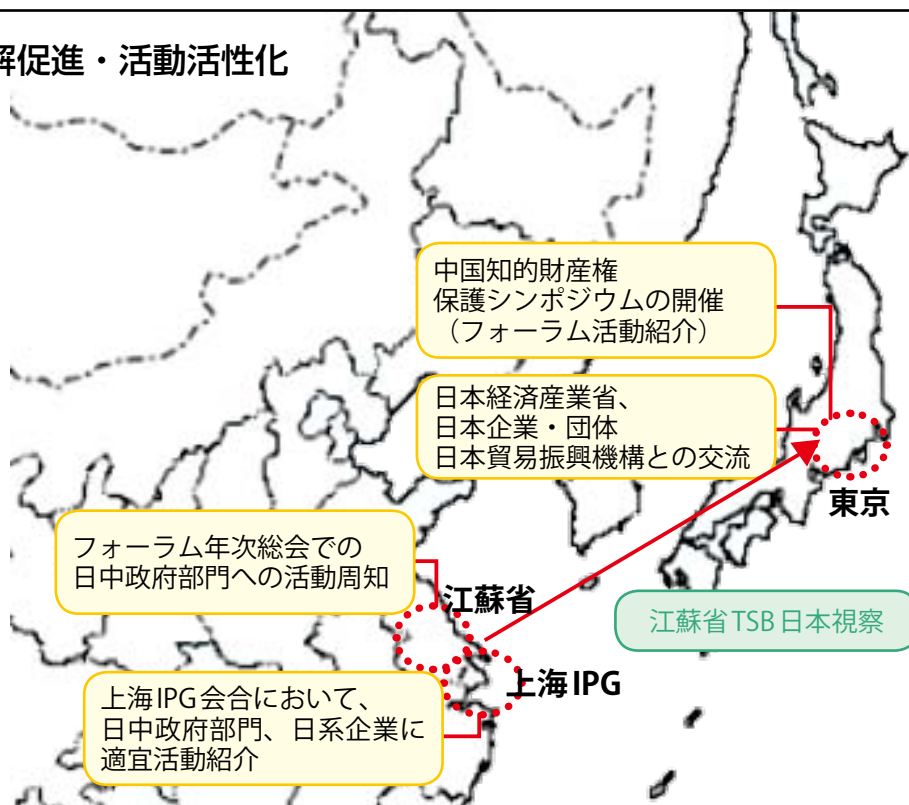 解促進・活動活性化
中国知的財産権
保護シンポジウムの開催
（フォーラム活動紹介）
日本経済産業省、
日本企業・団体
日本貿易振興機構との交流
東京
フォーラム年次総会での
日中政府部門への活動周知
江蘇省
江蘇省TSB日本視察
上海IPG
上海IPG会合において、
日中政府部門、日系企業に
適宜活動紹介